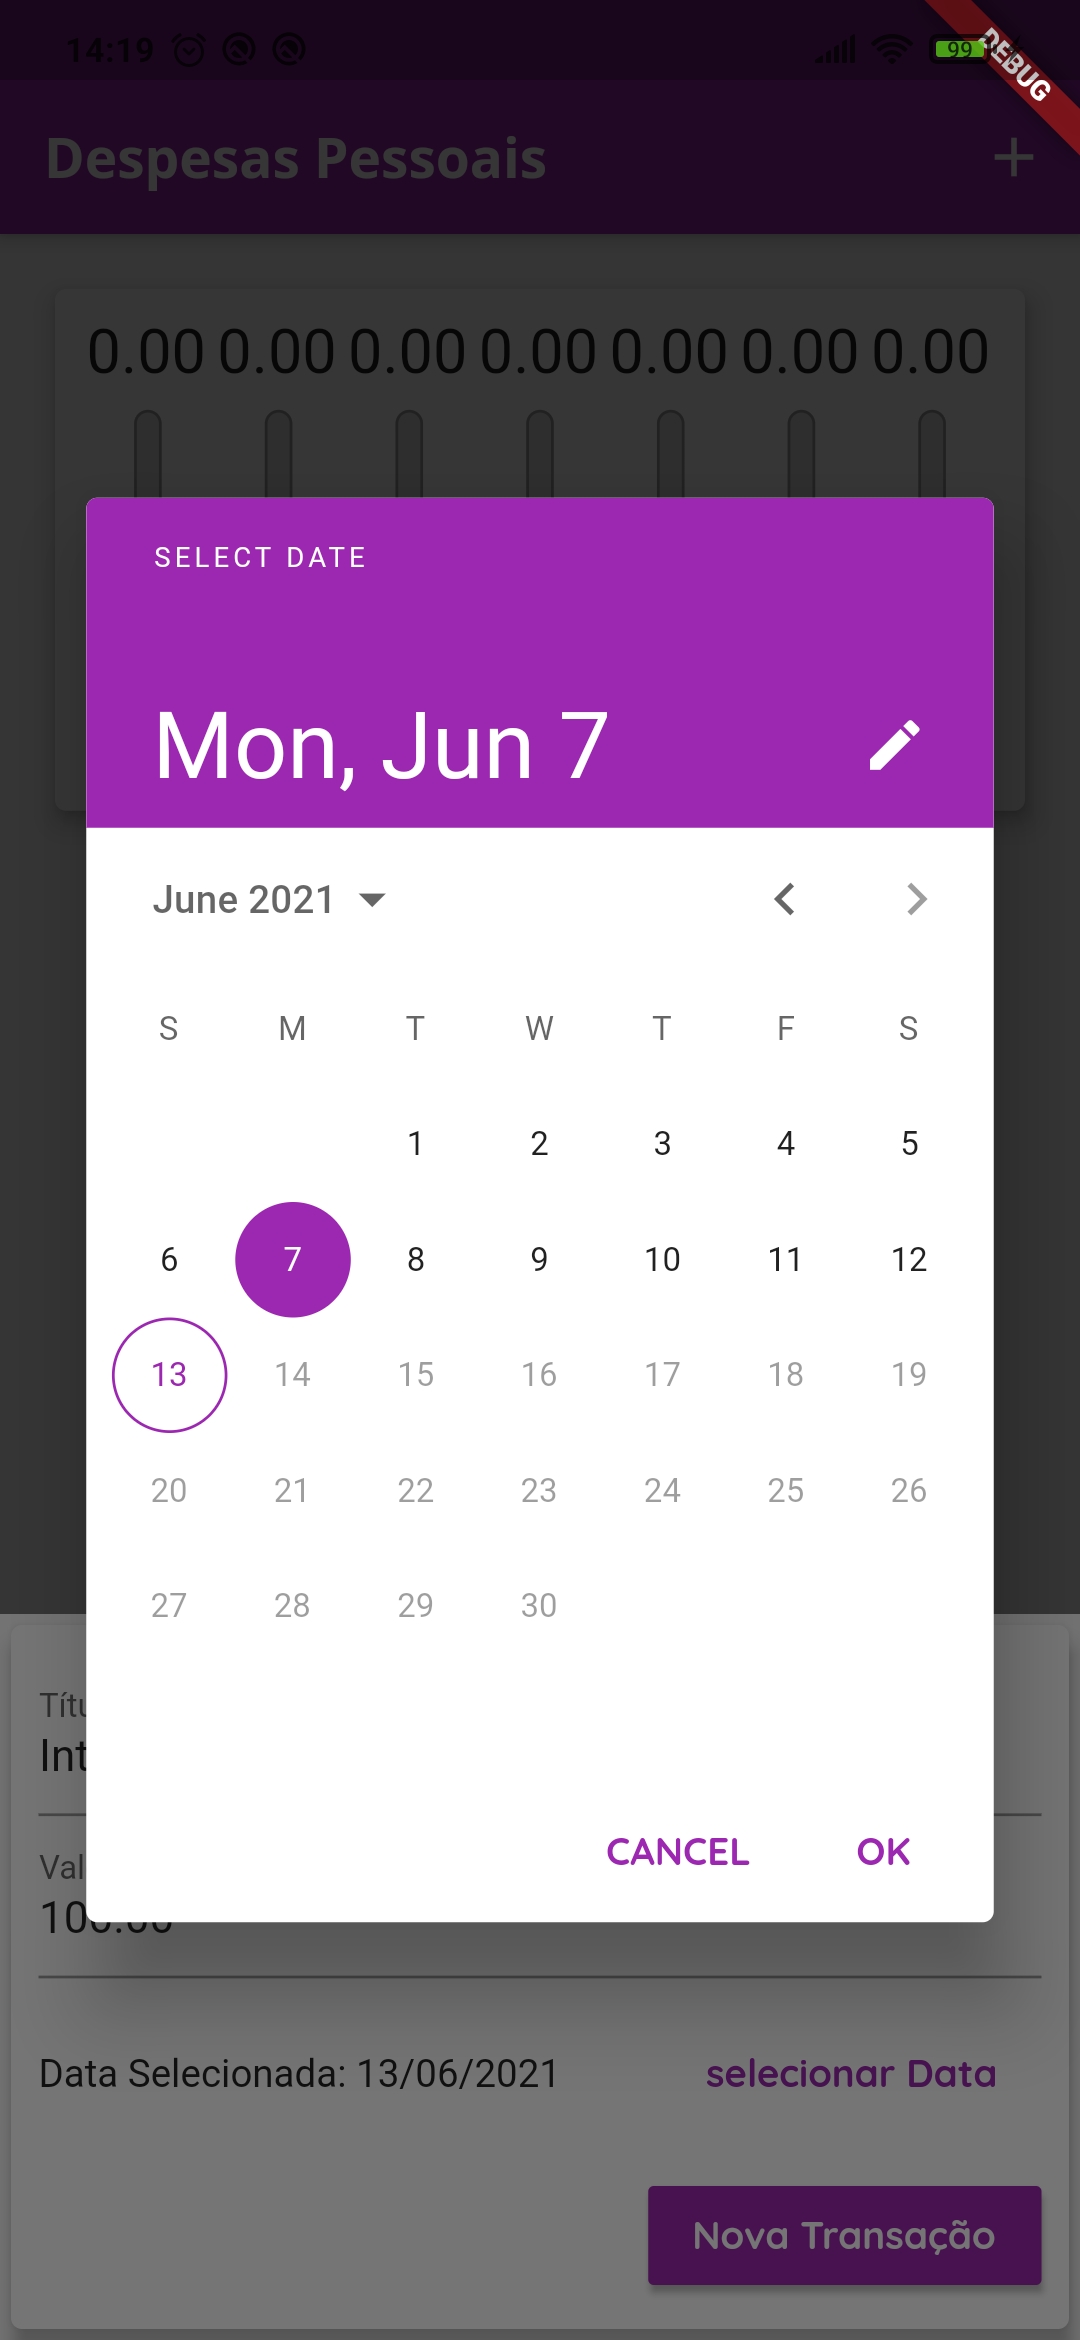 14:19
99
DEBUG
Despesas Pessoais
0.00 0.00 0.00 0.00 0.00 0.00 0.00
SELECT DATE
Mon, Jun 7
June 2021
S M T W T F S
1 2 3 4 5
6 7 8 9 10 11 12
13 14 15 16 17 18 19
20 21 22 23 24 25 26
27 28 29 30
CANCEL OK
100.00
Data Selecionada: 13/06/2021 selecionar Data
Nova Transação